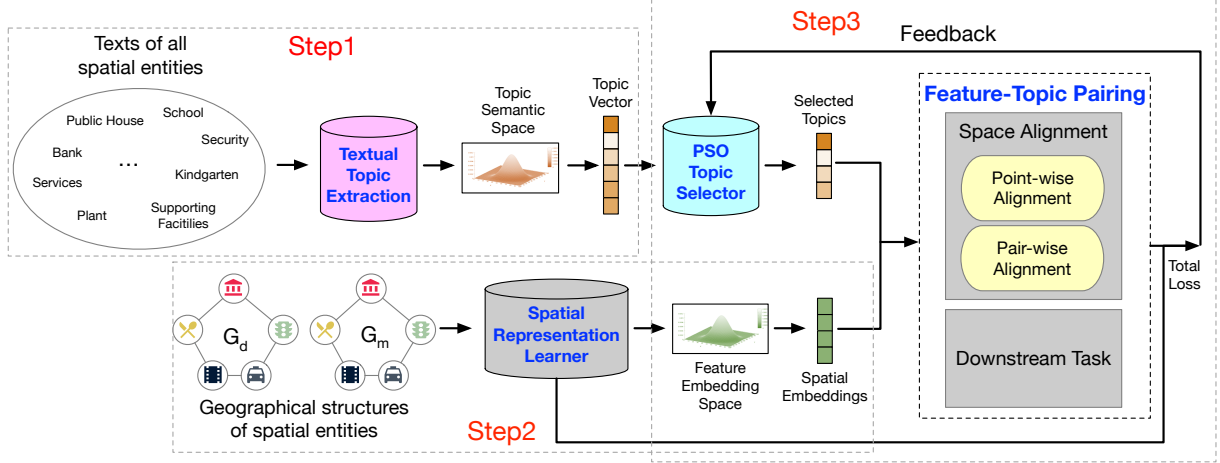 Step1
Texts of all
spatial entities
Public House
School
Security
Bank
...
Kindgarten
Services
Plant
Supporting
Facitilies
Textual
Topic
Extraction
Topic
Semantic
Space
Topic
Vector
Step3
Feedback
PSO
Topic
Selector
Selected
Topics
Feature-Topic Pairing
Space Alignment
Point-wise
Alignment
Pair-wise
Alignment
Downstream Task
Total
Loss
G_d
G_m
Geographical structures
of spatial entities
Step2
Spatial
Representation
Learner
Feature
Embedding
Space
Spatial
Embeddings